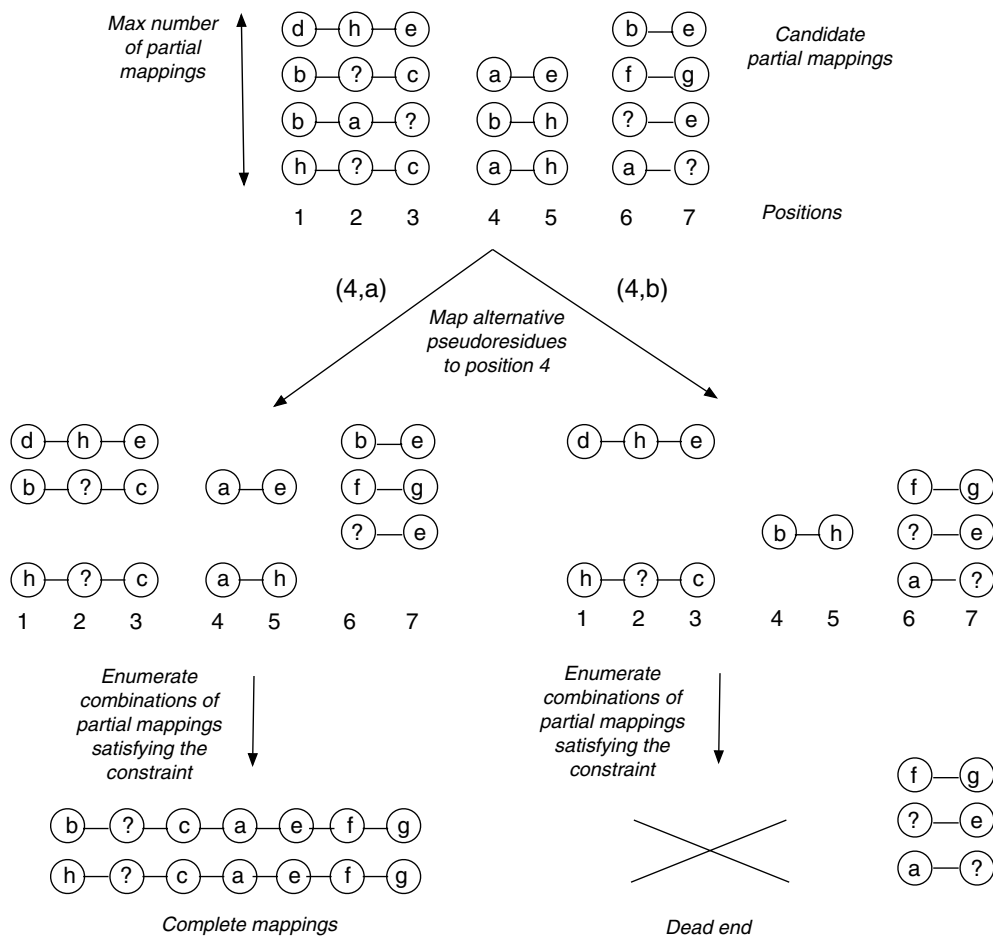 Max number
of partial
mappings
d h e b e
Candidate
partial mappings
b ? c a e f g
b a ? b h ? e
h ? c a h a ?
1 2 3 4 5 6 7 Positions
(4,a) (4,b)
Map alternative
pseudoresidues
to position 4
d h e b e d h e
b ? c a e f g f g
? e b h ? e
h ? c a h h ? c a ?
1 2 3 4 5 6 7 1 2 3 4 5 6 7
Enumerate
combinations of
partial mappings
satisfying the
constraint
Enumerate
combinations of
partial mappings
satisfying the
constraint
b ? c a e f g
h ? c a e f g
Complete mappings
f g
? e
a ?
Dead end